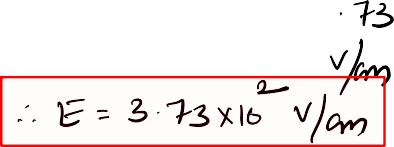 .73
V/cm
∴ E = 3.73×10² V/cm